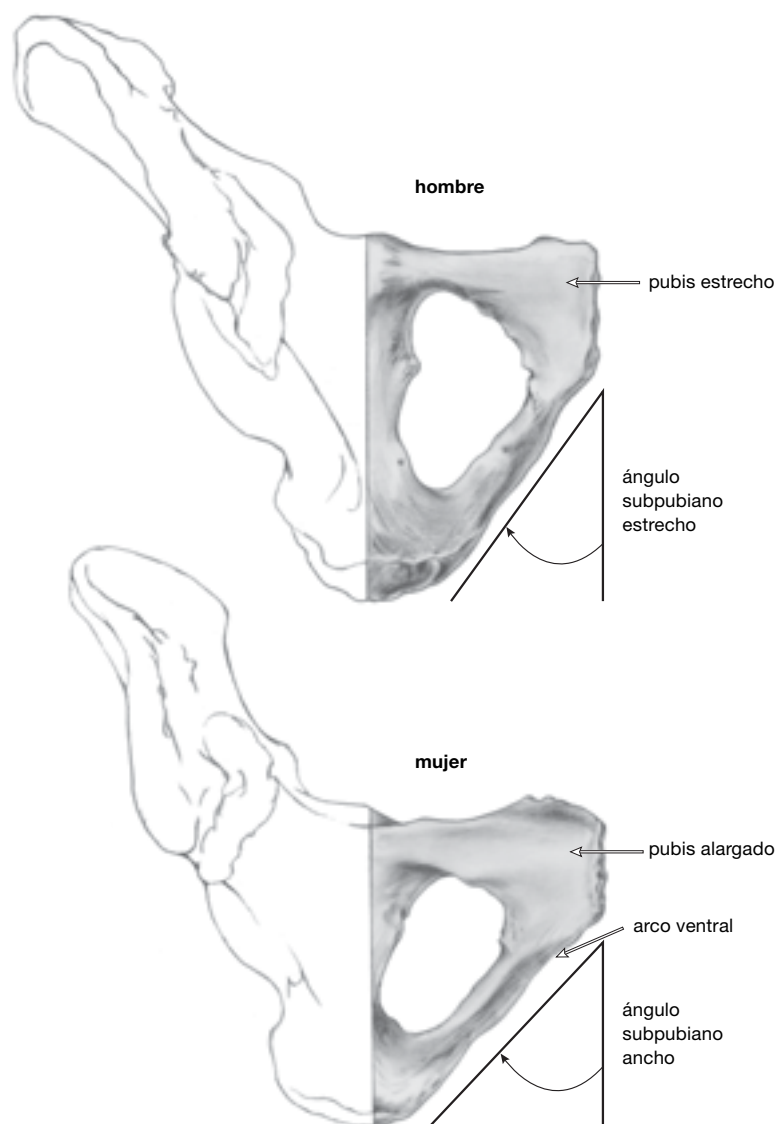 hombre
pubis estrecho
ángulo
subpubiano
estrecho
mujer
pubis alargado
arco ventral
ángulo
subpubiano
ancho